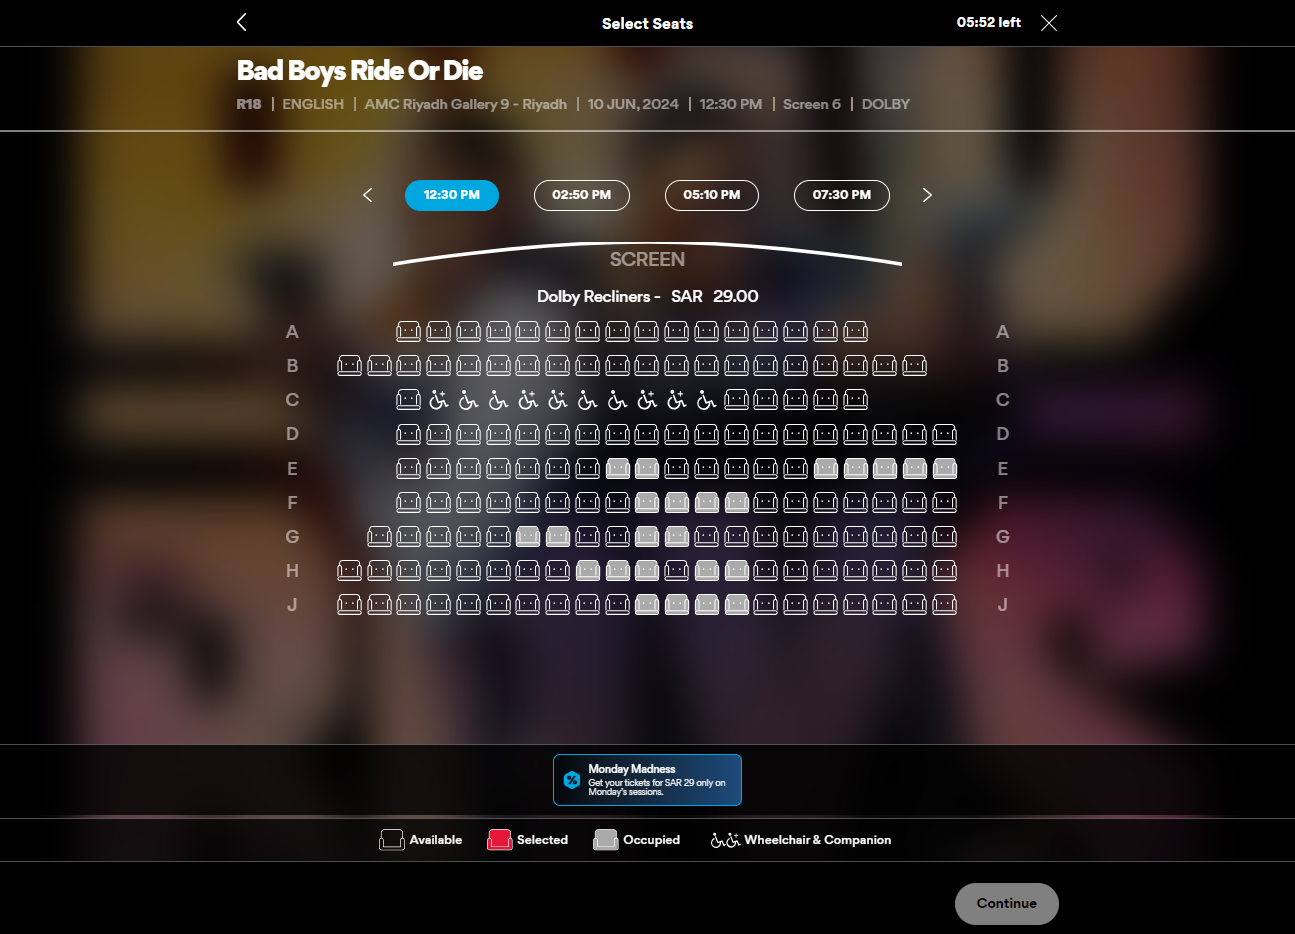 Select Seats
05:52 left
Bad Boys Ride Or Die
R18 | ENGLISH | AMC Riyadh Gallery 9 - Riyadh | 10 JUN, 2024 | 12:30 PM | Screen 6 | DOLBY
12:30 PM 02:50 PM 05:10 PM 07:30 PM
SCREEN
Dolby Recliners - SAR 29.00
A A
B B
C C
D D
E E
F F
G G
H H
J J
Monday Madness
Get your tickets for SAR 29 only on
Monday's sessions.
Available Selected Occupied Wheelchair & Companion
Continue